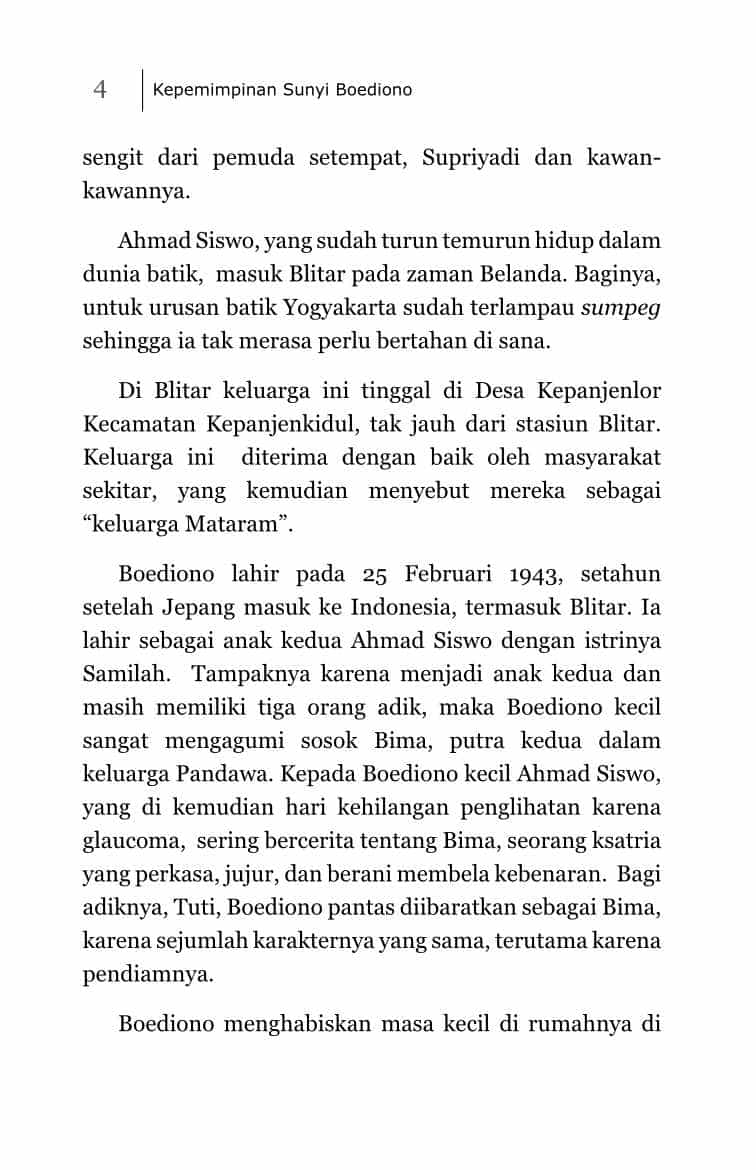 4
Kepemimpinan Sunyi Boediono
sengit dari pemuda setempat, Supriyadi dan kawan-
kawannya.
Ahmad Siswo, yang sudah turun temurun hidup dalam
dunia batik, masuk Blitar pada zaman Belanda. Baginya,
untuk urusan batik Yogyakarta sudah terlampau sumpeg
sehingga ia tak merasa perlu bertahan di sana.
Di Blitar keluarga ini tinggal di Desa Kepanjenlor
Kecamatan Kepanjenkidul, tak jauh dari stasiun Blitar.
Keluarga ini diterima dengan baik oleh masyarakat
sekitar, yang kemudian menyebut mereka sebagai
“keluarga Mataram”.
Boediono lahir pada 25 Februari 1943, setahun
setelah Jepang masuk ke Indonesia, termasuk Blitar. Ia
lahir sebagai anak kedua Ahmad Siswo dengan istrinya
Samilah. Tampaknya karena menjadi anak kedua dan
masih memiliki tiga orang adik, maka Boediono kecil
sangat mengagumi sosok Bima, putra kedua dalam
keluarga Pandawa. Kepada Boediono kecil Ahmad Siswo,
yang di kemudian hari kehilangan penglihatan karena
glaucoma, sering bercerita tentang Bima, seorang ksatria
yang perkasa, jujur, dan berani membela kebenaran. Bagi
adiknya, Tuti, Boediono pantas diibaratkan sebagai Bima,
karena sejumlah karakternya yang sama, terutama karena
pendiamnya.
Boediono menghabiskan masa kecil di rumahnya di